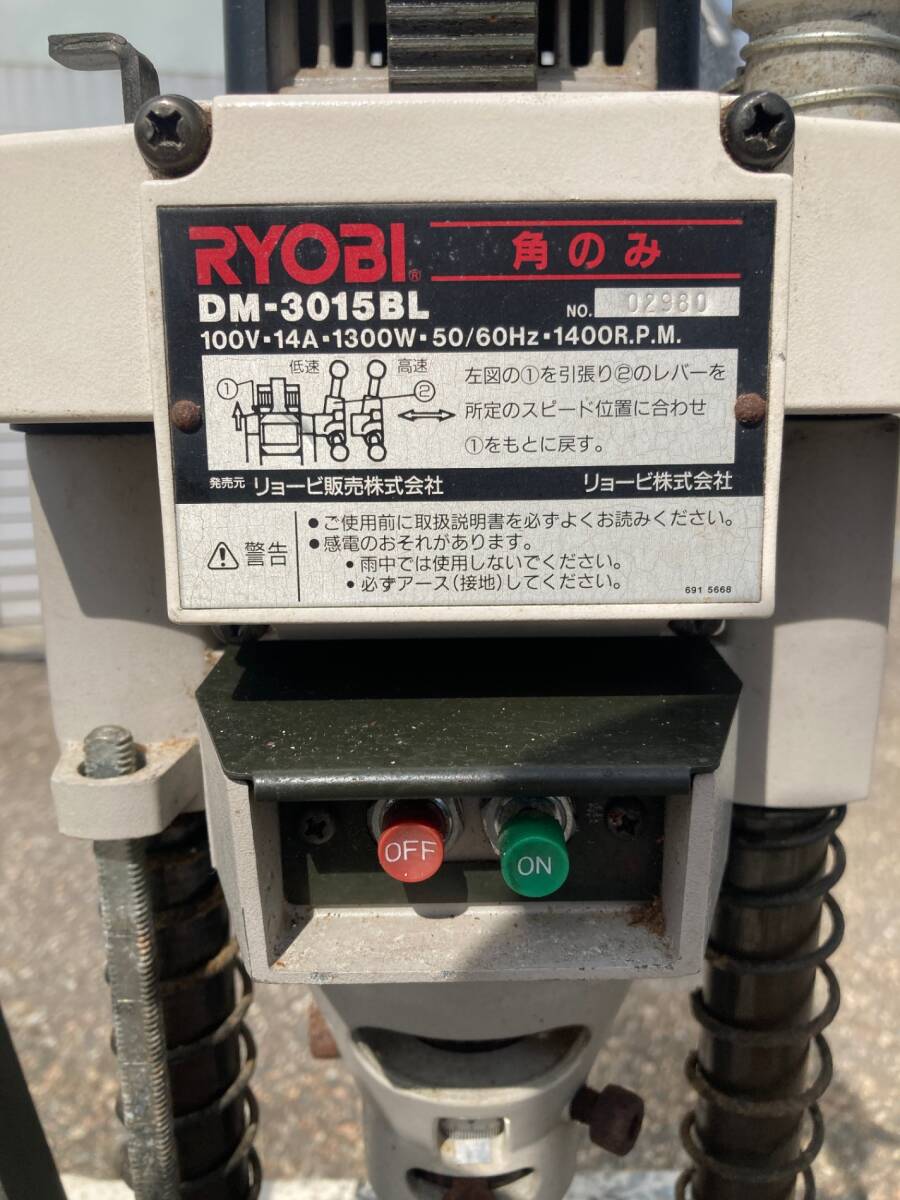 RYOBI® 角のみ
DM-3015BL NO. 02980
100V・14A・1300W・50/60Hz・1400R.P.M.
低速 高速
① ②
左図の①を引張り②のレバーを
所定のスピード位置に合わせ
①をもとに戻す。
発売元 リョービ販売株式会社 リョービ株式会社
警告
●ご使用前に取扱説明書を必ずよくお読みください。
●感電のおそれがあります。
●雨中では使用しないでください。
●必ずアース(接地)してください。
691 5668
OFF ON